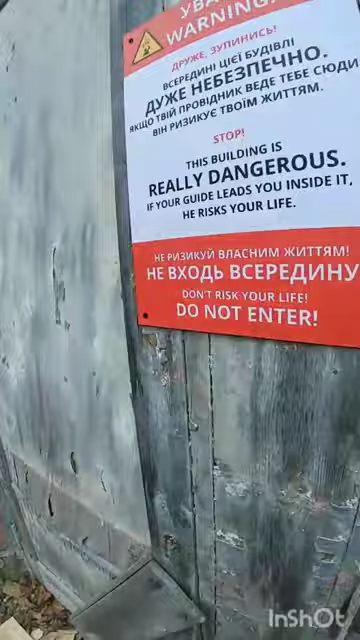 WARNING!
ДРУЖЕ, ЗУПИНИСЬ!
ВСЕРЕДИНІ ЦІЄЇ БУДІВЛІ
ДУЖЕ НЕБЕЗПЕЧНО.
ЯКЩО ТВІЙ ПРОВІДНИК ВЕДЕ ТЕБЕ СЮДИ
ВІН РИЗИКУЄ ТВОЇМ ЖИТТЯМ.
STOP!
THIS BUILDING IS
REALLY DANGEROUS.
IF YOUR GUIDE LEADS YOU INSIDE IT,
HE RISKS YOUR LIFE.
НЕ РИЗИКУЙ ВЛАСНИМ ЖИТТЯМ!
НЕ ВХОДЬ ВСЕРЕДИНУ
DON'T RISK YOUR LIFE!
DO NOT ENTER!
InShOt